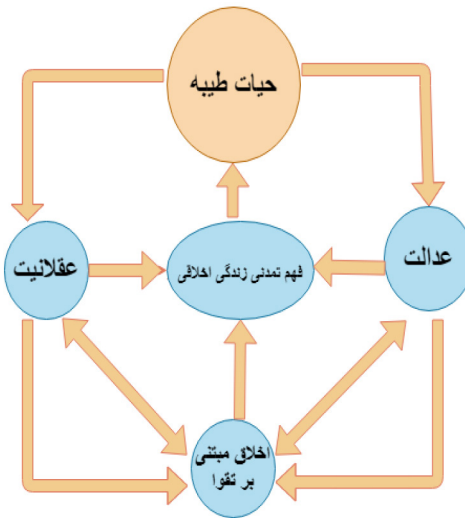 حیات طیبه
عدالت
فهم تمدنی زندگی اخلاقی
عقلانیت
اخلاق مبتنی
بر تقوا